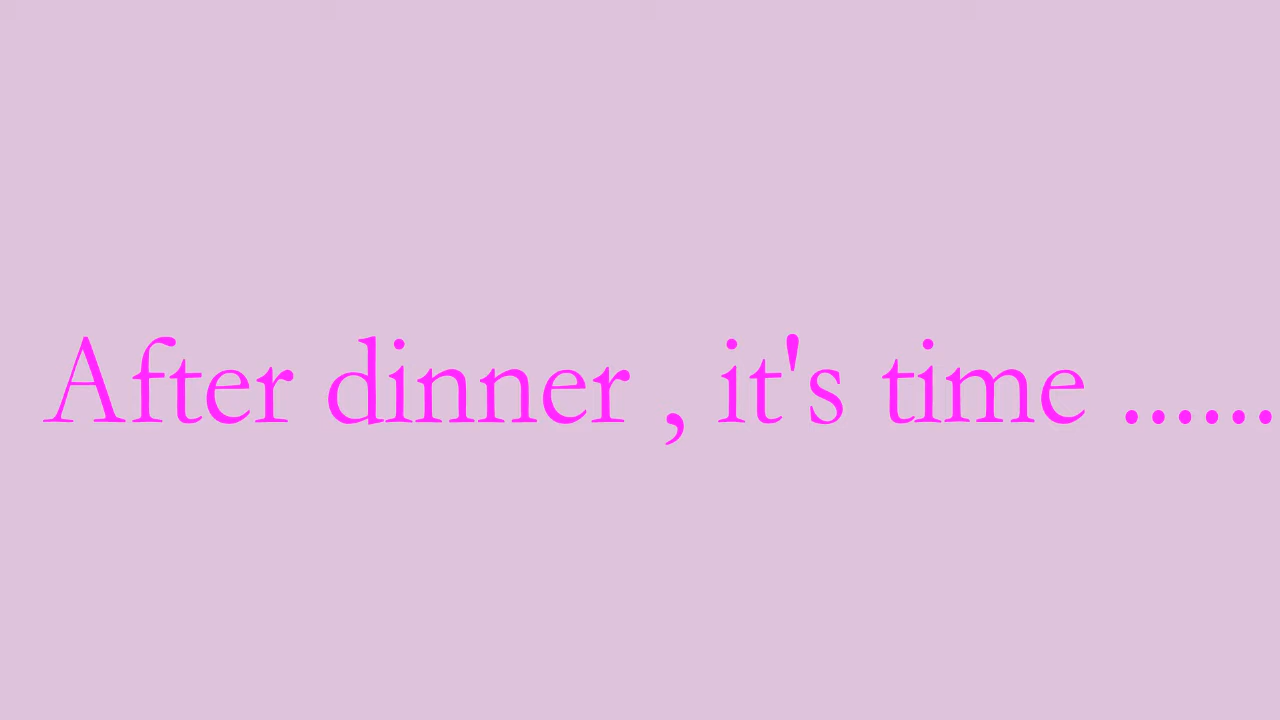 After dinner , it's time ......